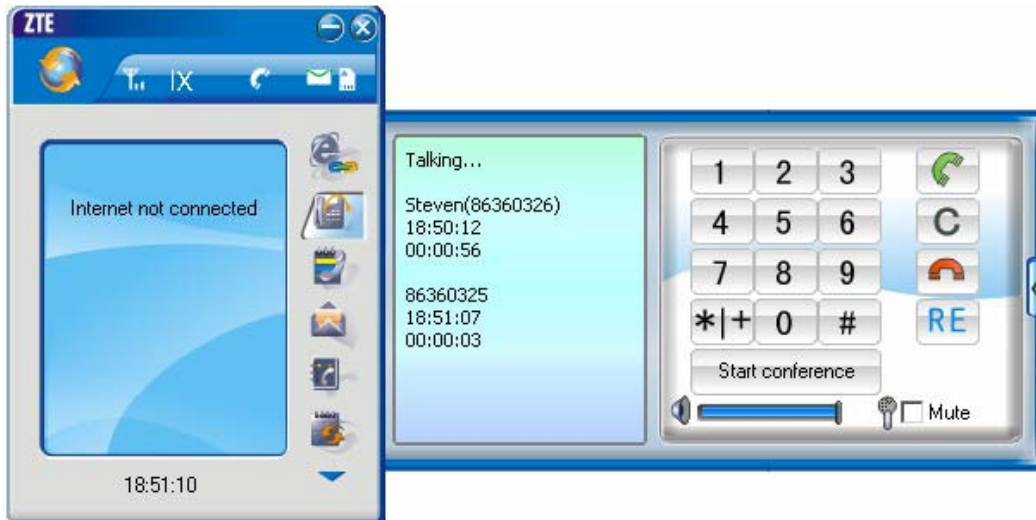 ZTE
IX
Internet not connected
18:51:10
Talking...
Steven(86360326)
18:50:12
00:00:56
86360325
18:51:07
00:00:03
1 2 3
4 5 6 C
7 8 9
*|+ 0 # RE
Start conference
Mute